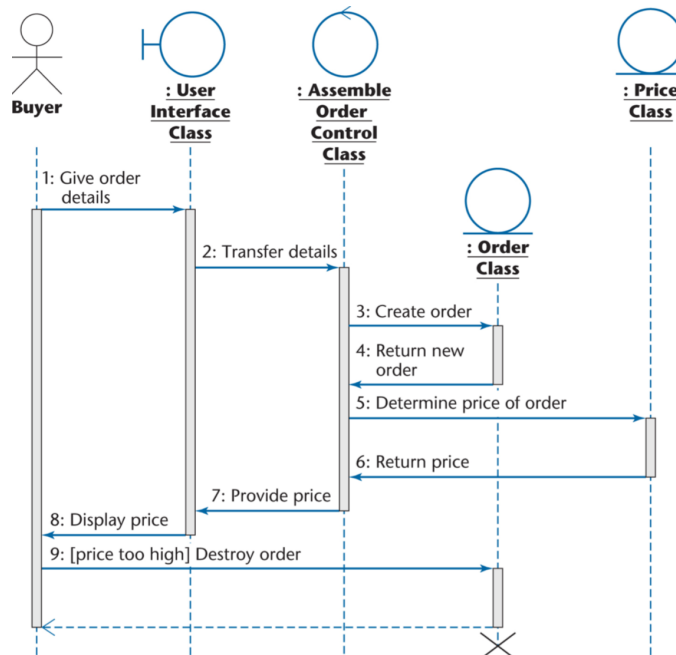 Buyer
: User
Interface
Class
: Assemble
Order
Control
Class
: Price
Class
: Order
Class
1: Give order
details
2: Transfer details
3: Create order
4: Return new
order
5: Determine price of order
6: Return price
7: Provide price
8: Display price
9: [price too high] Destroy order